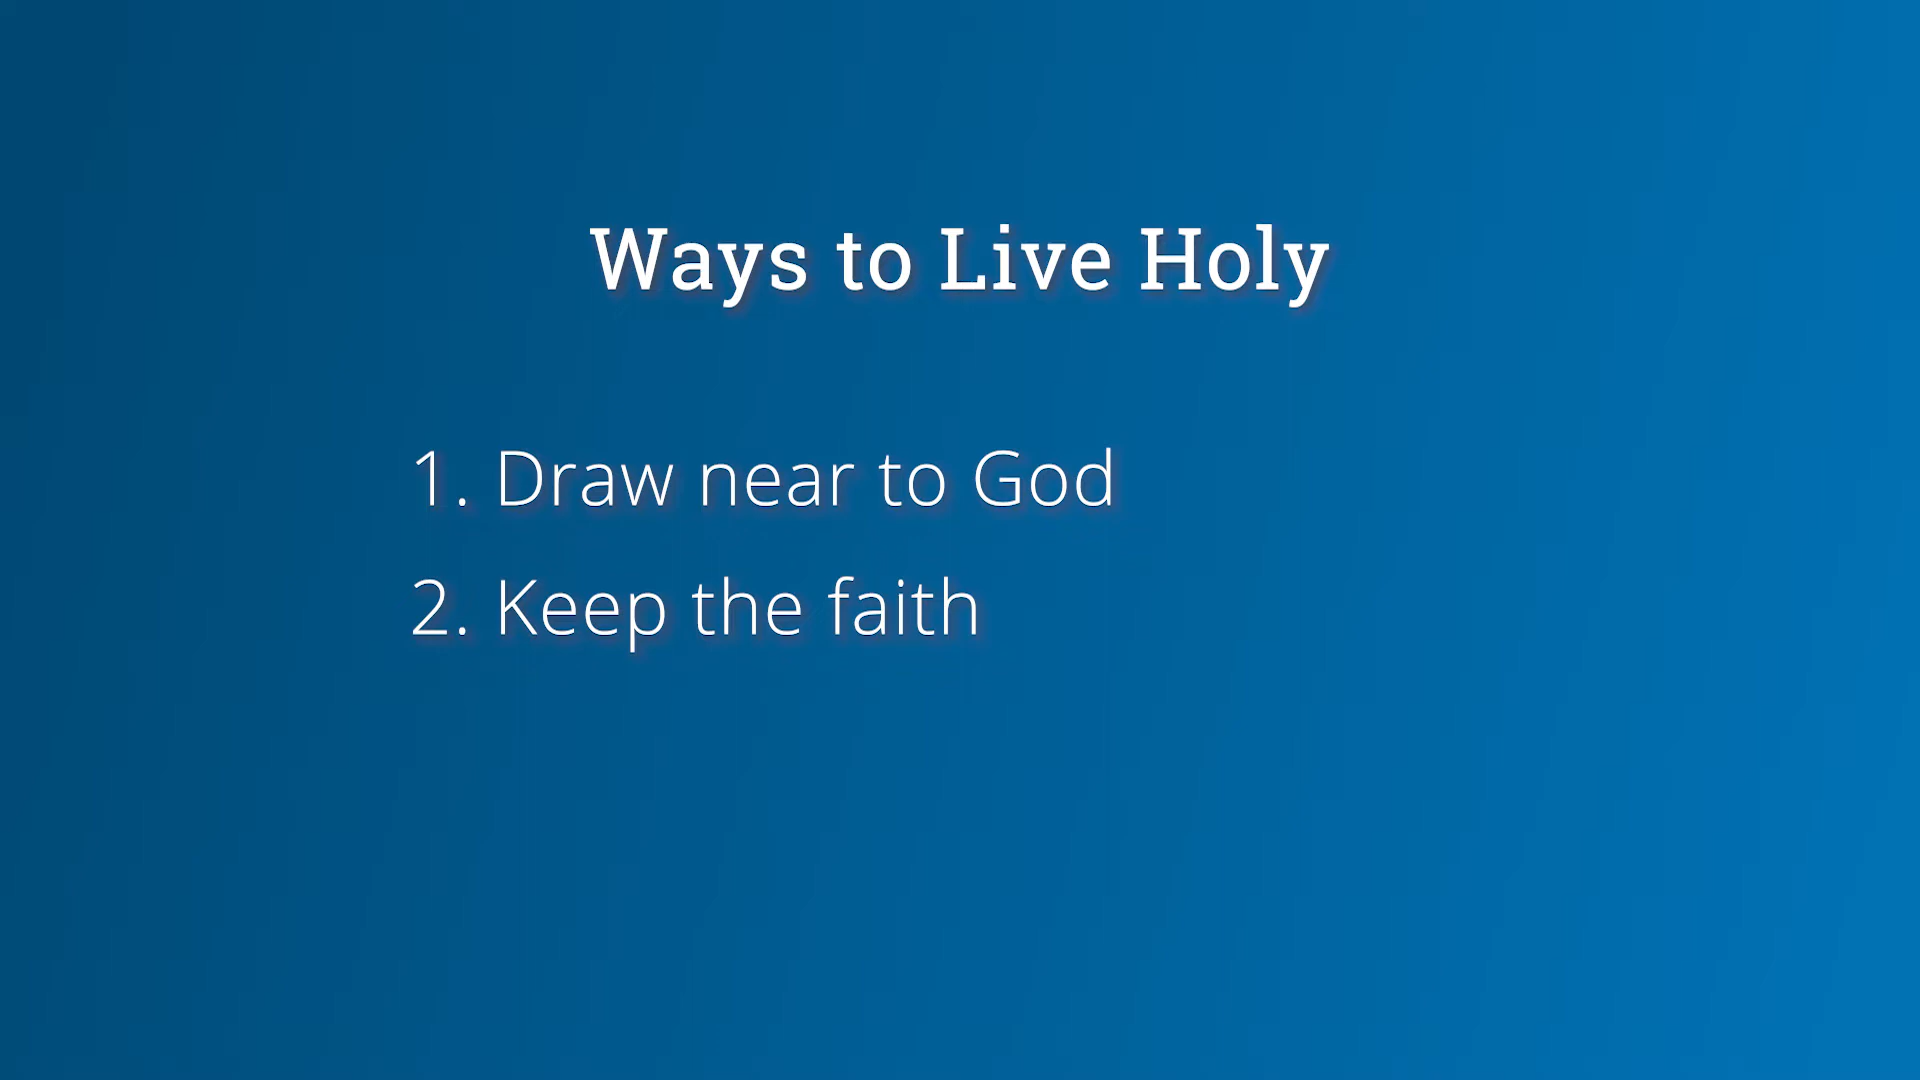 Ways to Live Holy
1. Draw near to God
2. Keep the faith